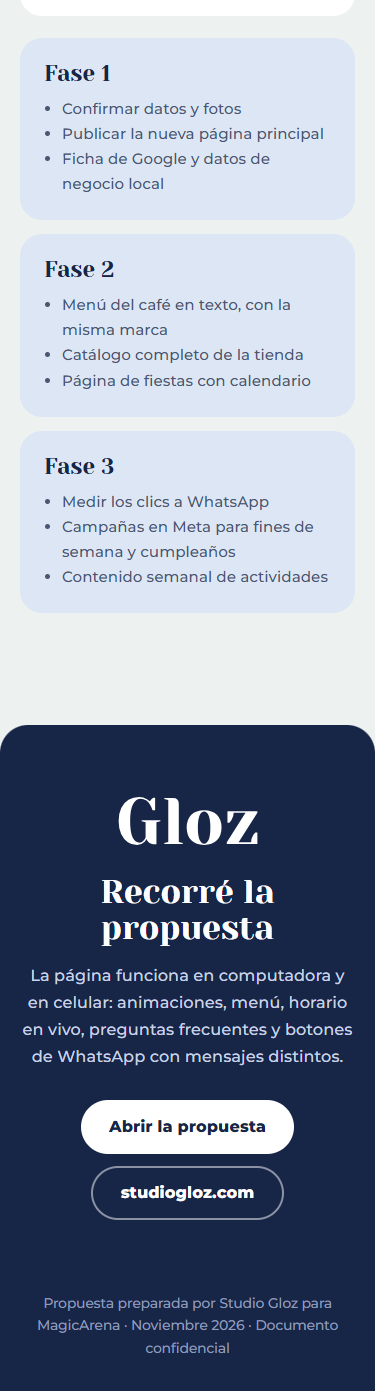 Fase 1
• Confirmar datos y fotos
• Publicar la nueva página principal
• Ficha de Google y datos de
negocio local
Fase 2
• Menú del café en texto, con la
misma marca
• Catálogo completo de la tienda
• Página de fiestas con calendario
Fase 3
• Medir los clics a WhatsApp
• Campañas en Meta para fines de
semana y cumpleaños
• Contenido semanal de actividades
Gloz
Recorré la
propuesta
La página funciona en computadora y
en celular: animaciones, menú, horario
en vivo, preguntas frecuentes y botones
de WhatsApp con mensajes distintos.
Abrir la propuesta
studiogloz.com
Propuesta preparada por Studio Gloz para
MagicArena · Noviembre 2026 · Documento
confidencial